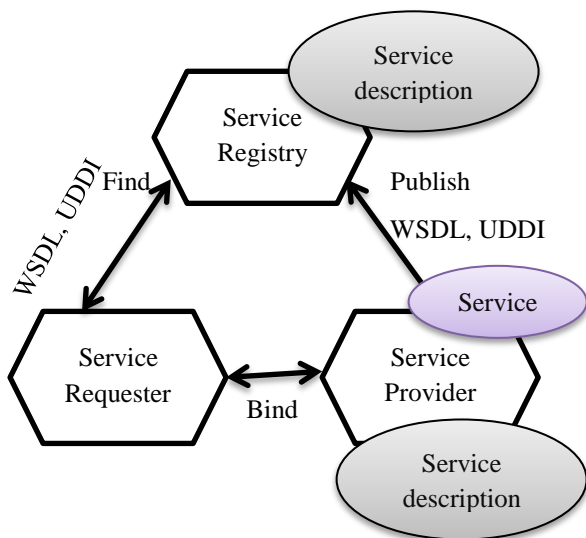 Service
description
Service
Registry
Find
WSDL, UDDI
Publish
WSDL, UDDI
Service
Service
Requester
Service
Provider
Bind
Service
description